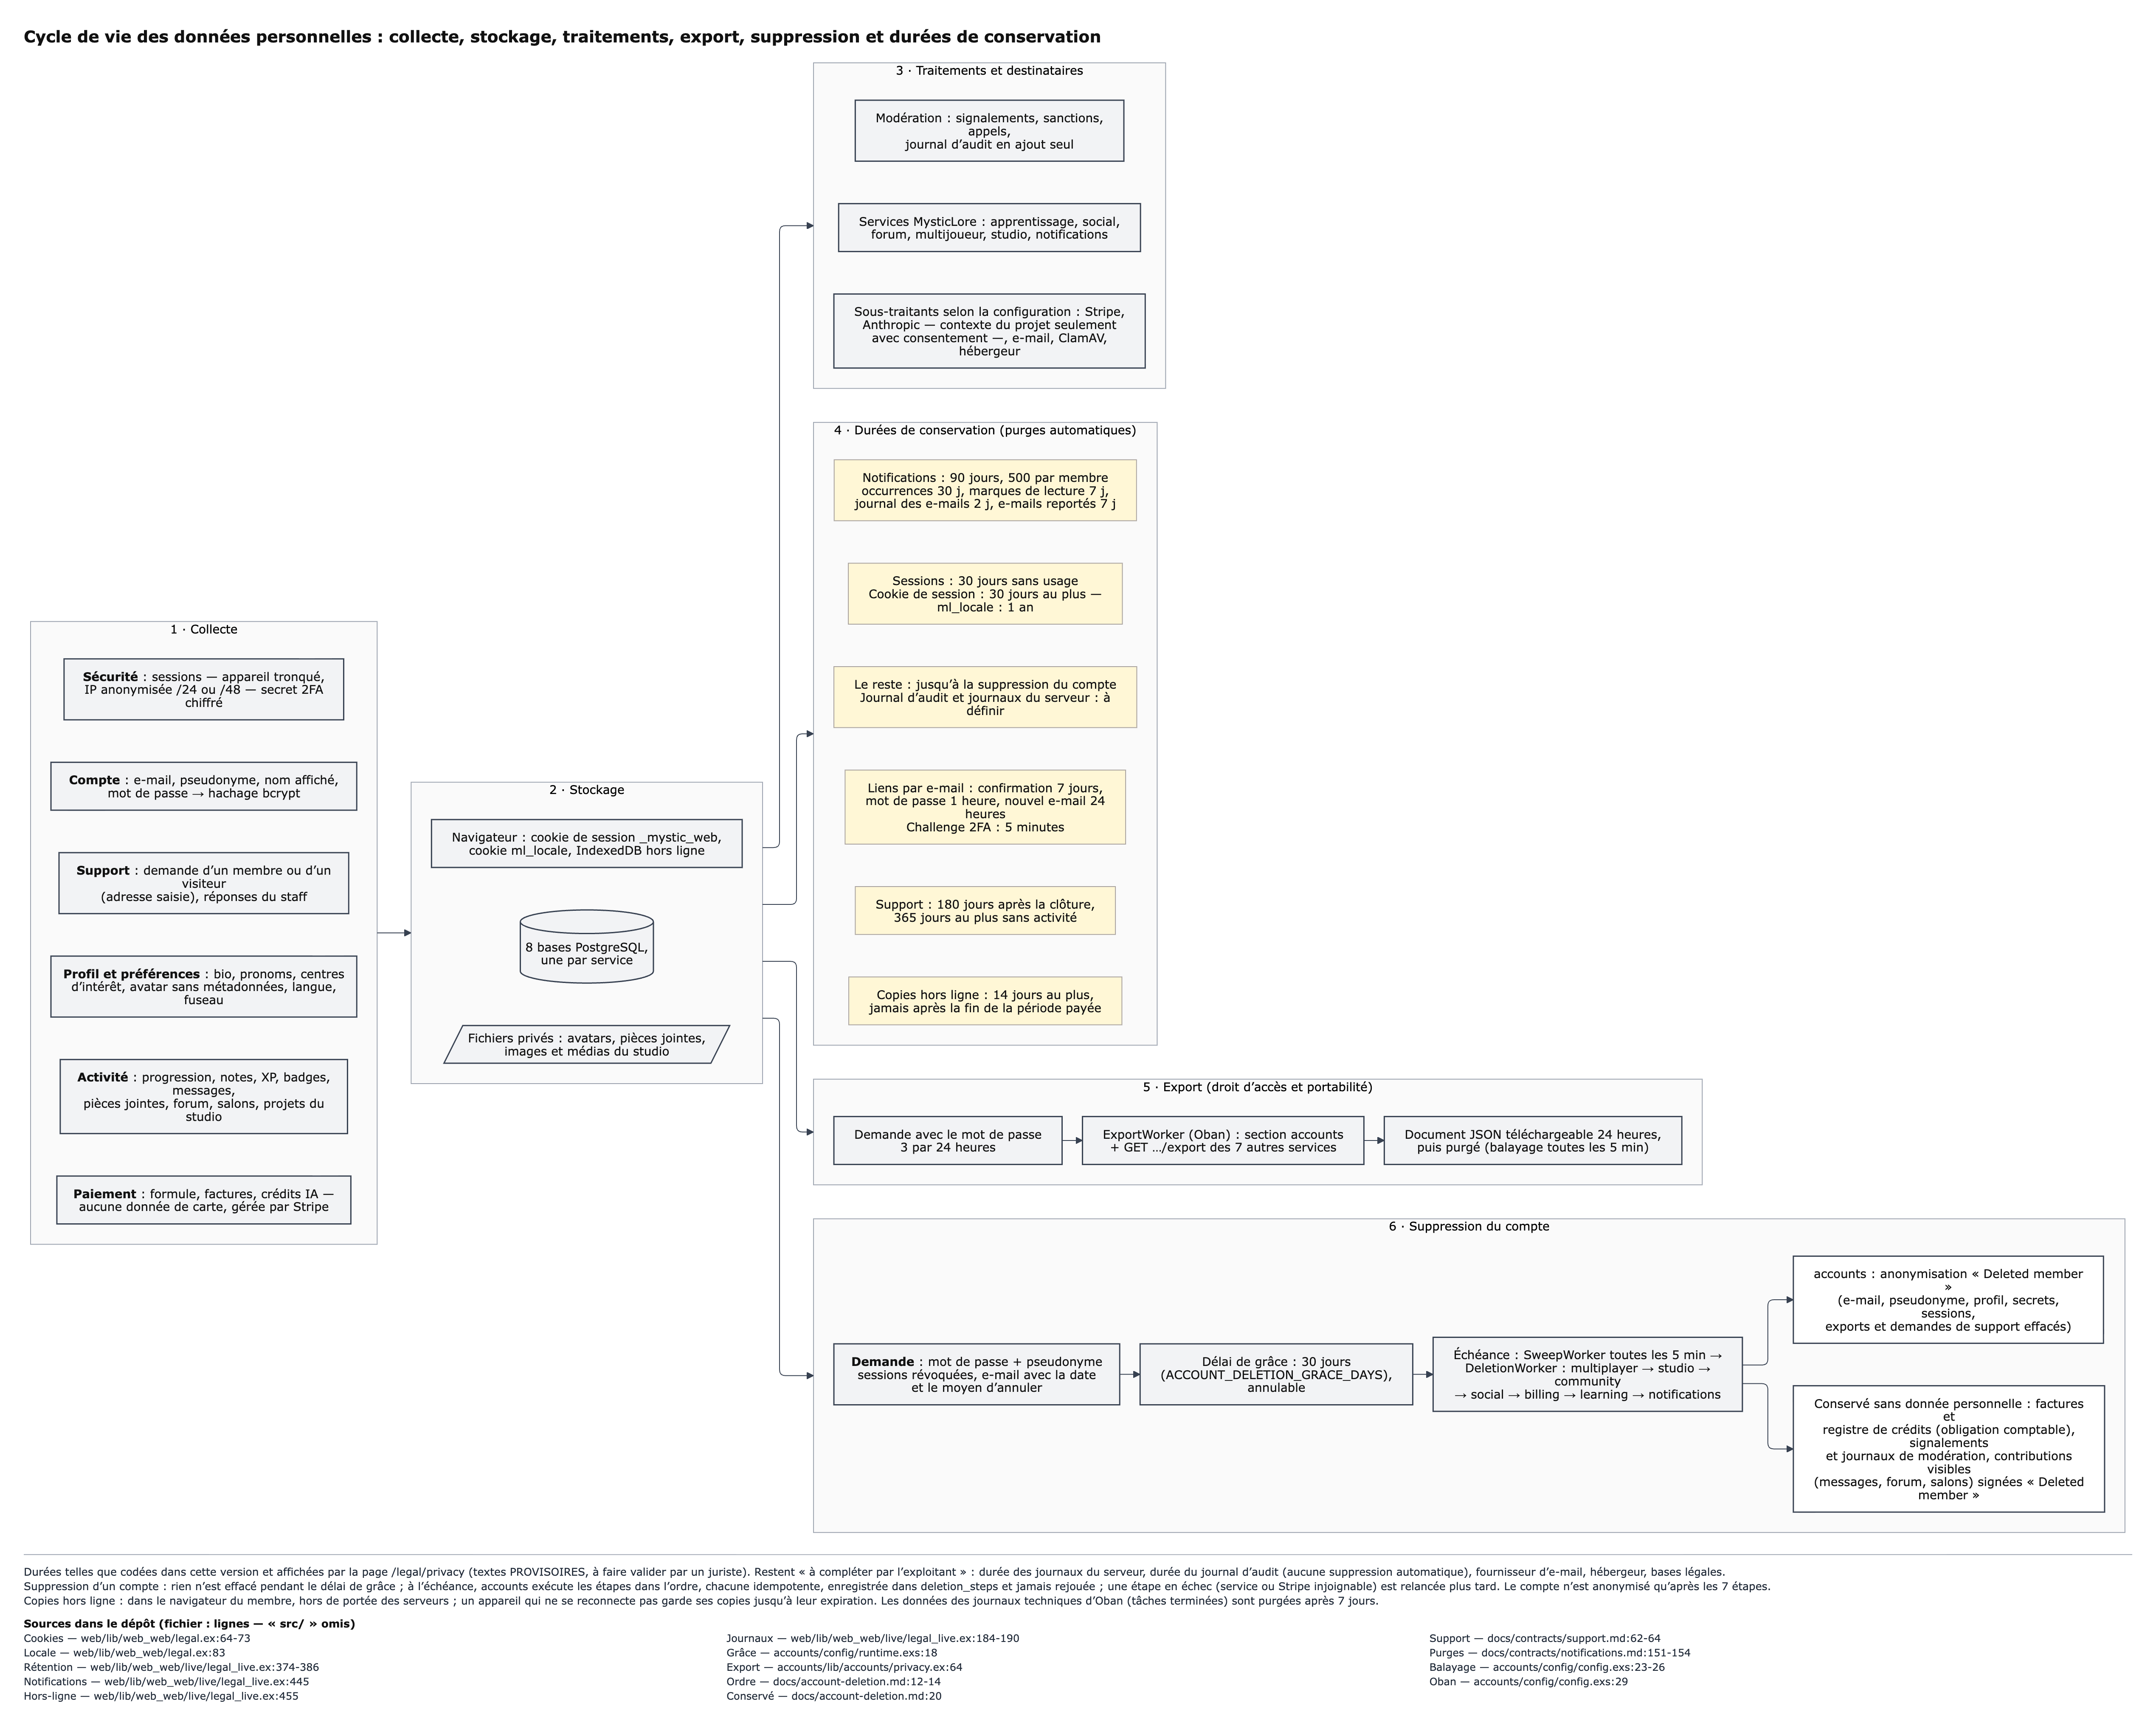 Cycle de vie des données personnelles : collecte, stockage, traitements, export, suppression et durées de conservation
3 · Traitements et destinataires
Modération : signalements, sanctions,
appels,
journal d’audit en ajout seul
Services MysticLore : apprentissage, social,
forum, multijoueur, studio, notifications
Sous-traitants selon la configuration : Stripe,
Anthropic — contexte du projet seulement
avec consentement —, e-mail, ClamAV,
hébergeur
4 · Durées de conservation (purges automatiques)
Notifications : 90 jours, 500 par membre
occurrences 30 j, marques de lecture 7 j,
journal des e-mails 2 j, e-mails reportés 7 j
Sessions : 30 jours sans usage
Cookie de session : 30 jours au plus —
ml_locale : 1 an
Le reste : jusqu’à la suppression du compte
Journal d’audit et journaux du serveur : à
définir
Liens par e-mail : confirmation 7 jours,
mot de passe 1 heure, nouvel e-mail 24
heures
Challenge 2FA : 5 minutes
Support : 180 jours après la clôture,
365 jours au plus sans activité
Copies hors ligne : 14 jours au plus,
jamais après la fin de la période payée
1 · Collecte
Sécurité : sessions — appareil tronqué,
IP anonymisée /24 ou /48 — secret 2FA
chiffré
Compte : e-mail, pseudonyme, nom affiché,
mot de passe → hachage bcrypt
Support : demande d’un membre ou d’un
visiteur
(adresse saisie), réponses du staff
Profil et préférences : bio, pronoms, centres
d’intérêt, avatar sans métadonnées, langue,
fuseau
Activité : progression, notes, XP, badges,
messages,
pièces jointes, forum, salons, projets du
studio
Paiement : formule, factures, crédits IA —
aucune donnée de carte, gérée par Stripe
2 · Stockage
Navigateur : cookie de session _mystic_web,
cookie ml_locale, IndexedDB hors ligne
8 bases PostgreSQL,
une par service
Fichiers privés : avatars, pièces jointes,
images et médias du studio
5 · Export (droit d’accès et portabilité)
Demande avec le mot de passe
3 par 24 heures
ExportWorker (Oban) : section accounts
+ GET …/export des 7 autres services
Document JSON téléchargeable 24 heures,
puis purgé (balayage toutes les 5 min)
6 · Suppression du compte
Demande : mot de passe + pseudonyme
sessions révoquées, e-mail avec la date
et le moyen d’annuler
Délai de grâce : 30 jours
(ACCOUNT_DELETION_GRACE_DAYS),
annulable
Échéance : SweepWorker toutes les 5 min →
DeletionWorker : multiplayer → studio →
community
→ social → billing → learning → notifications
accounts : anonymisation « Deleted member
»
(e-mail, pseudonyme, profil, secrets,
sessions,
exports et demandes de support effacés)
Conservé sans donnée personnelle : factures
et
registre de crédits (obligation comptable),
signalements
et journaux de modération, contributions
visibles
(messages, forum, salons) signées « Deleted
member »
Durées telles que codées dans cette version et affichées par la page /legal/privacy (textes PROVISOIRES, à faire valider par un juriste). Restent « à compléter par l’exploitant » : durée des journaux du serveur, durée du journal d’audit (aucune suppression automatique), fournisseur d’e-mail, hébergeur, bases légales.
Suppression d’un compte : rien n’est effacé pendant le délai de grâce ; à l’échéance, accounts exécute les étapes dans l’ordre, chacune idempotente, enregistrée dans deletion_steps et jamais rejouée ; une étape en échec (service ou Stripe injoignable) est relancée plus tard. Le compte n’est anonymisé qu’après les 7 étapes.
Copies hors ligne : dans le navigateur du membre, hors de portée des serveurs ; un appareil qui ne se reconnecte pas garde ses copies jusqu’à leur expiration. Les données des journaux techniques d’Oban (tâches terminées) sont purgées après 7 jours.
Sources dans le dépôt (fichier : lignes — « src/ » omis)
Cookies — web/lib/web_web/legal.ex:64-73
Locale — web/lib/web_web/legal.ex:83
Rétention — web/lib/web_web/live/legal_live.ex:374-386
Notifications — web/lib/web_web/live/legal_live.ex:445
Hors-ligne — web/lib/web_web/live/legal_live.ex:455
Journaux — web/lib/web_web/live/legal_live.ex:184-190
Grâce — accounts/config/runtime.exs:18
Export — accounts/lib/accounts/privacy.ex:64
Ordre — docs/account-deletion.md:12-14
Conservé — docs/account-deletion.md:20
Support — docs/contracts/support.md:62-64
Purges — docs/contracts/notifications.md:151-154
Balayage — accounts/config/config.exs:23-26
Oban — accounts/config/config.exs:29